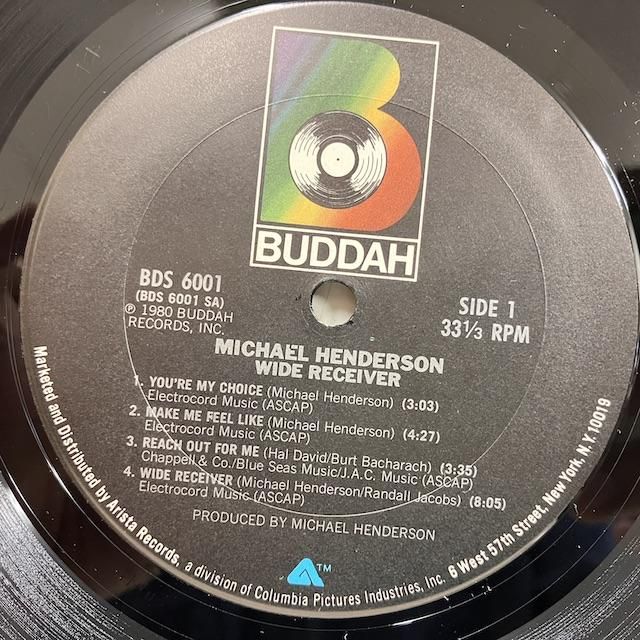 B
BUDDAH
BDS 6001
(BDS 6001 SA)
℗ 1980 BUDDAH
RECORDS, INC.
SIDE 1
33⅓ RPM
MICHAEL HENDERSON
WIDE RECEIVER
1. YOU'RE MY CHOICE (Michael Henderson) (3:03)
Electrocord Music (ASCAP)
2. MAKE ME FEEL LIKE (Michael Henderson) (4:27)
Electrocord Music (ASCAP)
3. REACH OUT FOR ME (Hal David/Burt Bacharach) (3:35)
Chappell & Co./Blue Seas Music/J.A.C. Music (ASCAP)
4. WIDE RECEIVER (Michael Henderson/Randall Jacobs) (8:05)
Electrocord Music (ASCAP)
PRODUCED BY MICHAEL HENDERSON
TM
Marketed and Distributed by Arista Records, a division of Columbia Pictures Industries, Inc. 6 West 57th Street, New York, N.Y. 10019